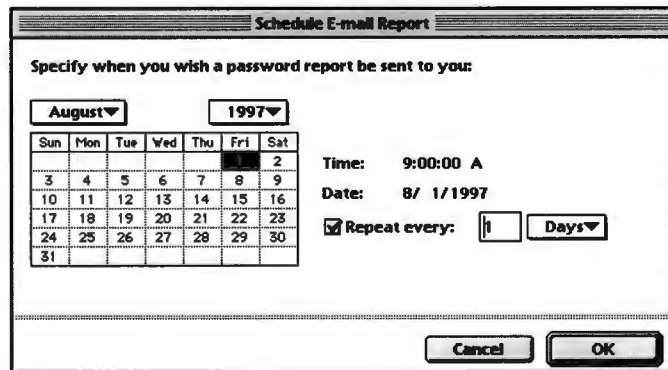 Schedule E-mail Report
Specify when you wish a password report be sent to you:
August▼ 1997▼
Sun Mon Tue Wed Thu Fri Sat
1 2
3 4 5 6 7 8 9
10 11 12 13 14 15 16
17 18 19 20 21 22 23
24 25 26 27 28 29 30
31
Time: 9:00:00 A
Date: 8/ 1/1997
Repeat every: 1 Days▼
Cancel OK